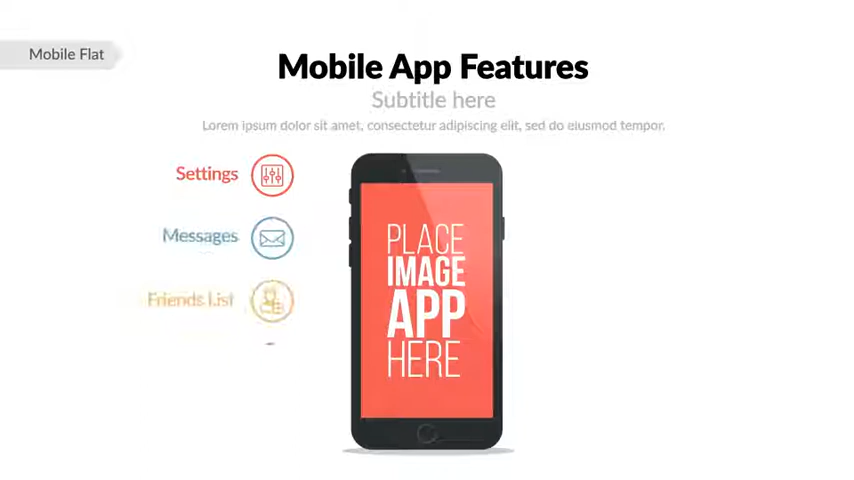 Mobile Flat
Mobile App Features
Subtitle here
Lorem ipsum dolor sit amet, consectetur adipiscing elit, sed do eiusmod tempor.
Settings
Messages
Friends List
PLACE
IMAGE
APP
HERE